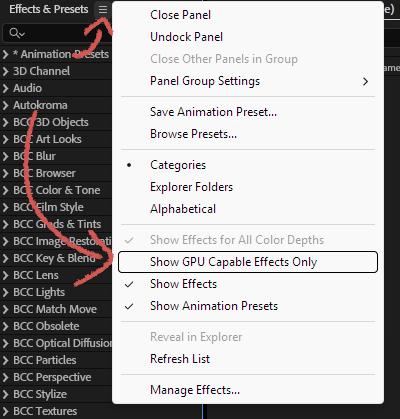 Effects & Presets
* Animation Presets
3D Channel
Audio
Autokroma
BCC 3D Objects
BCC Art Looks
BCC Blur
BCC Browser
BCC Color & Tone
BCC Film Style
BCC Grads & Tints
BCC Image Restoration
BCC Key & Blend
BCC Lens
BCC Lights
BCC Match Move
BCC Obsolete
BCC Optical Diffusion
BCC Particles
BCC Perspective
BCC Stylize
BCC Textures
Close Panel
Undock Panel
Close Other Panels in Group
Panel Group Settings
Save Animation Preset...
Browse Presets...
Categories
Explorer Folders
Alphabetical
Show Effects for All Color Depths
Show GPU Capable Effects Only
Show Effects
Show Animation Presets
Reveal in Explorer
Refresh List
Manage Effects...